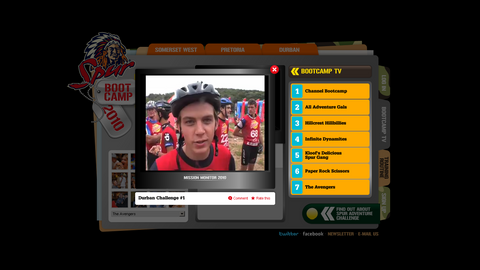 SOMERSET WEST
PRETORIA
DURBAN
Spur
BOOT
CAMP
2010
BOOTCAMP TV
1 Channel Bootcamp
2 All Adventure Gals
3 Hillcrest Hillbillies
4 Infinite Dynamites
5 Kloof's Delicious
Spur Gang
6 Paper Rock Scissors
7 The Avengers
MISSION MONITOR 2010
Durban Challenge #1
Comment
Rate this
The Avengers
BOOTCAMP TV
FIND OUT ABOUT
SPUR ADVENTURE
CHALLENGE
twitter
facebook
NEWSLETTER
E-MAIL US